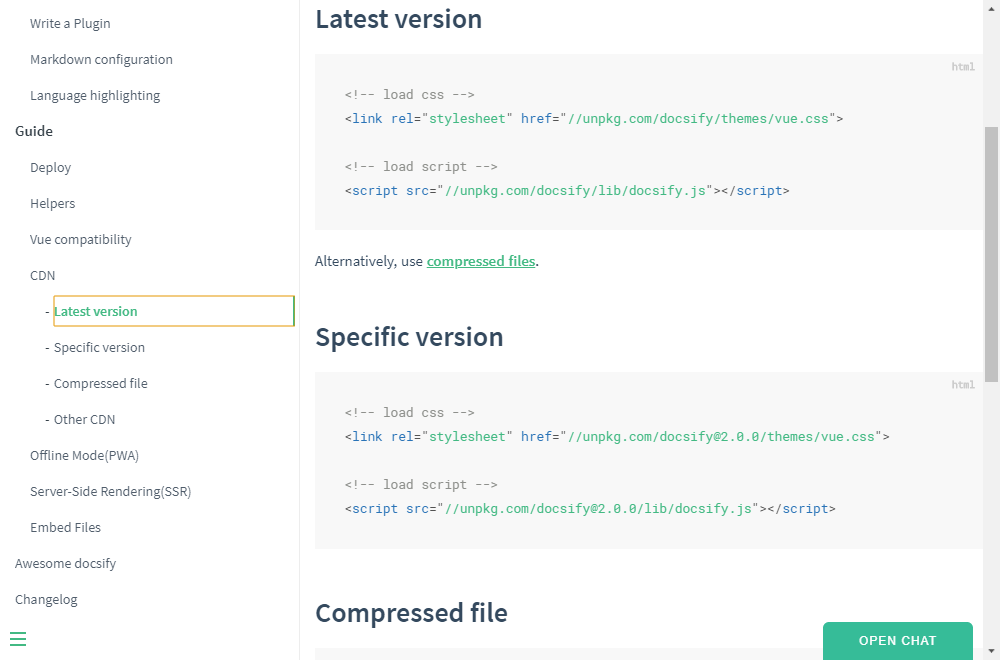 Write a Plugin
Markdown configuration
Language highlighting
Guide
Deploy
Helpers
Vue compatibility
CDN
- Latest version
- Specific version
- Compressed file
- Other CDN
Offline Mode(PWA)
Server-Side Rendering(SSR)
Embed Files
Awesome docsify
Changelog
Latest version
html
<!-- load css -->
<link rel="stylesheet" href="//unpkg.com/docsify/themes/vue.css">
<!-- load script -->
<script src="//unpkg.com/docsify/lib/docsify.js"></script>
Alternatively, use compressed files.
Specific version
html
<!-- load css -->
<link rel="stylesheet" href="//unpkg.com/docsify@2.0.0/themes/vue.css">
<!-- load script -->
<script src="//unpkg.com/docsify@2.0.0/lib/docsify.js"></script>
Compressed file
OPEN CHAT